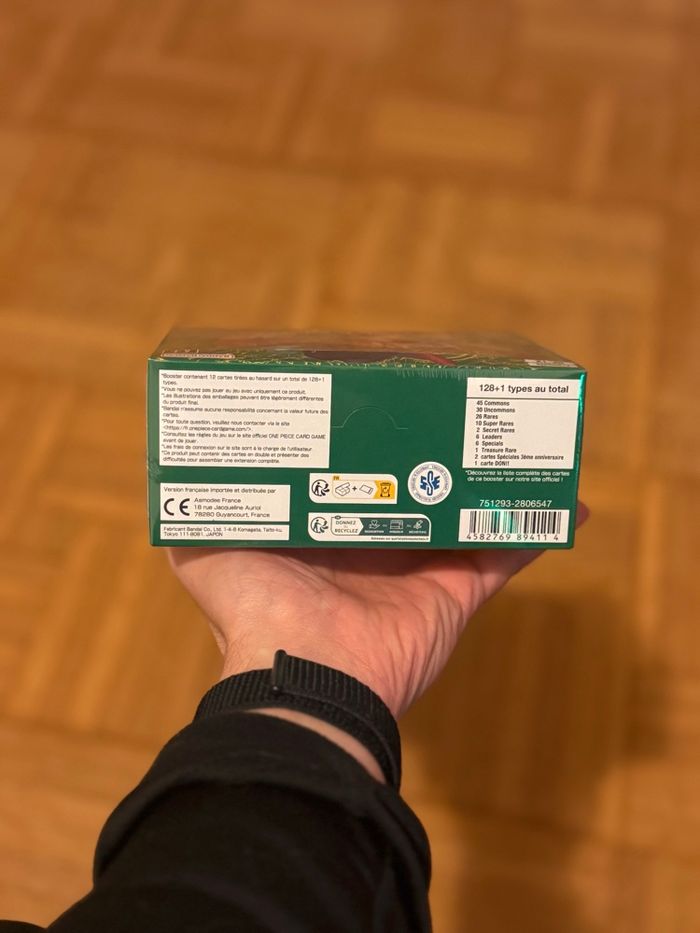 *Booster contenant 12 cartes tirées au hasard sur un total de 128+1
types.
*Vous ne pouvez pas jouer au jeu avec uniquement ce produit.
*Les illustrations des emballages peuvent être légèrement différentes
du produit final.
*Bandai n'assume aucune responsabilité concernant la valeur future des
cartes.
*Pour toute question, veuillez nous contacter via le site
<https://fr.onepiece-cardgame.com/>.
*Consultez les règles du jeu sur le site officiel ONE PIECE CARD GAME
avant de jouer.
*Les frais de connexion sur le site sont à la charge de l'utilisateur.
*Ce produit peut contenir des cartes en double et présenter des
difficultés pour assembler une extension complète.
Version française importée et distribuée par
CE
Asmodee France
18 rue Jacqueline Auriol
78280 Guyancourt, France
Fabricant Bandai Co., Ltd. 1-4-8 Komagata, Taito-ku,
Tokyo 111-8081, JAPON
FR
DONNEZ
OU
RECYCLEZ
128+1 types au total
45 Commons
30 Uncommons
26 Rares
10 Super Rares
2 Secret Rares
6 Leaders
6 Specials
1 Treasure Rare
2 cartes Spéciales 3ème anniversaire
1 carte DON!!
*Découvrez la liste complète des cartes
de ce booster sur notre site officiel !
751293-2806547
4 582769 894114